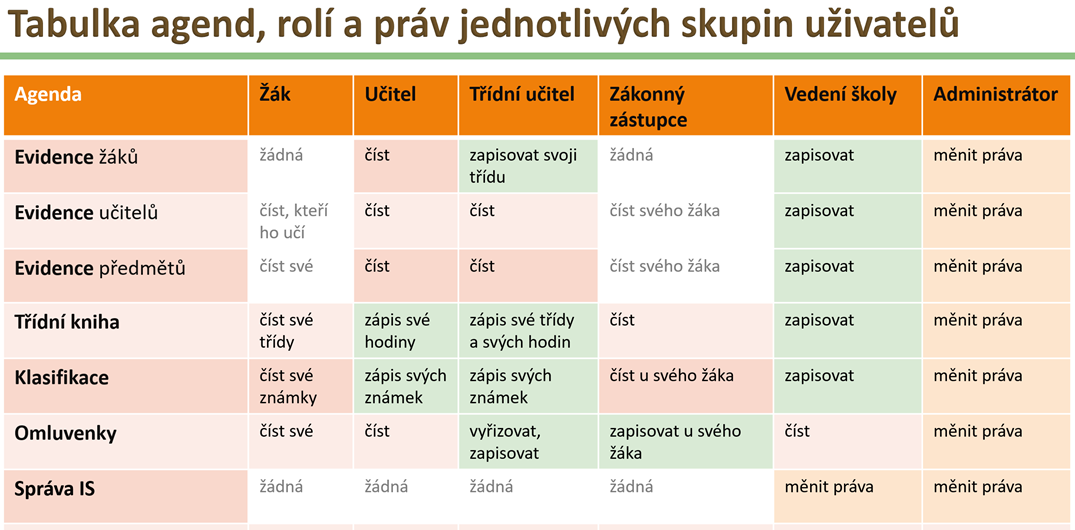 Tabulka agend, rolí a práv jednotlivých skupin uživatelů
Agenda Žák Učitel Třídní učitel Zákonný zástupce Vedení školy Administrátor
Evidence žáků žádná číst zapisovat svoji třídu žádná zapisovat měnit práva
Evidence učitelů číst, kteří ho učí číst číst číst svého žáka zapisovat měnit práva
Evidence předmětů číst své číst číst číst svého žáka zapisovat měnit práva
Třídní kniha číst své třídy zápis své hodiny zápis své třídy a svých hodin číst zapisovat měnit práva
Klasifikace číst své známky zápis svých známek zápis svých známek číst u svého žáka zapisovat měnit práva
Omluvenky číst své číst vyřizovat, zapisovat zapisovat u svého žáka číst měnit práva
Správa IS žádná žádná žádná žádná měnit práva měnit práva